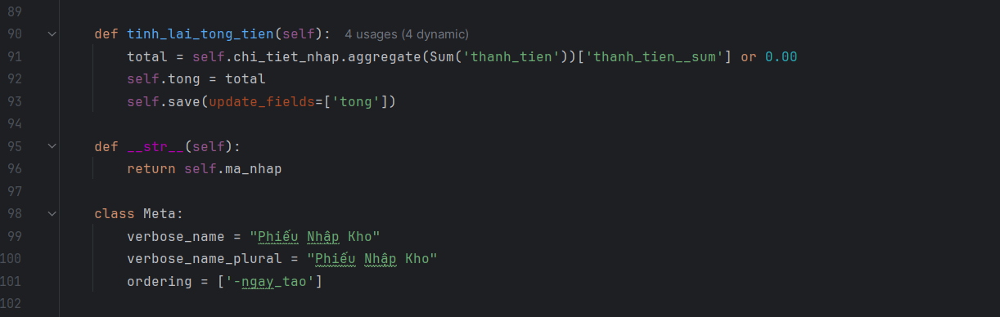 89
90 def tinh_lai_tong_tien(self): 4 usages (4 dynamic)
91 total = self.chi_tiet_nhap.aggregate(Sum('thanh_tien'))['thanh_tien__sum'] or 0.00
92 self.tong = total
93 self.save(update_fields=['tong'])
94
95 def __str__(self):
96 return self.ma_nhap
97
98 class Meta:
99 verbose_name = "Phiếu Nhập Kho"
100 verbose_name_plural = "Phiếu Nhập Kho"
101 ordering = ['-ngay_tao']
102